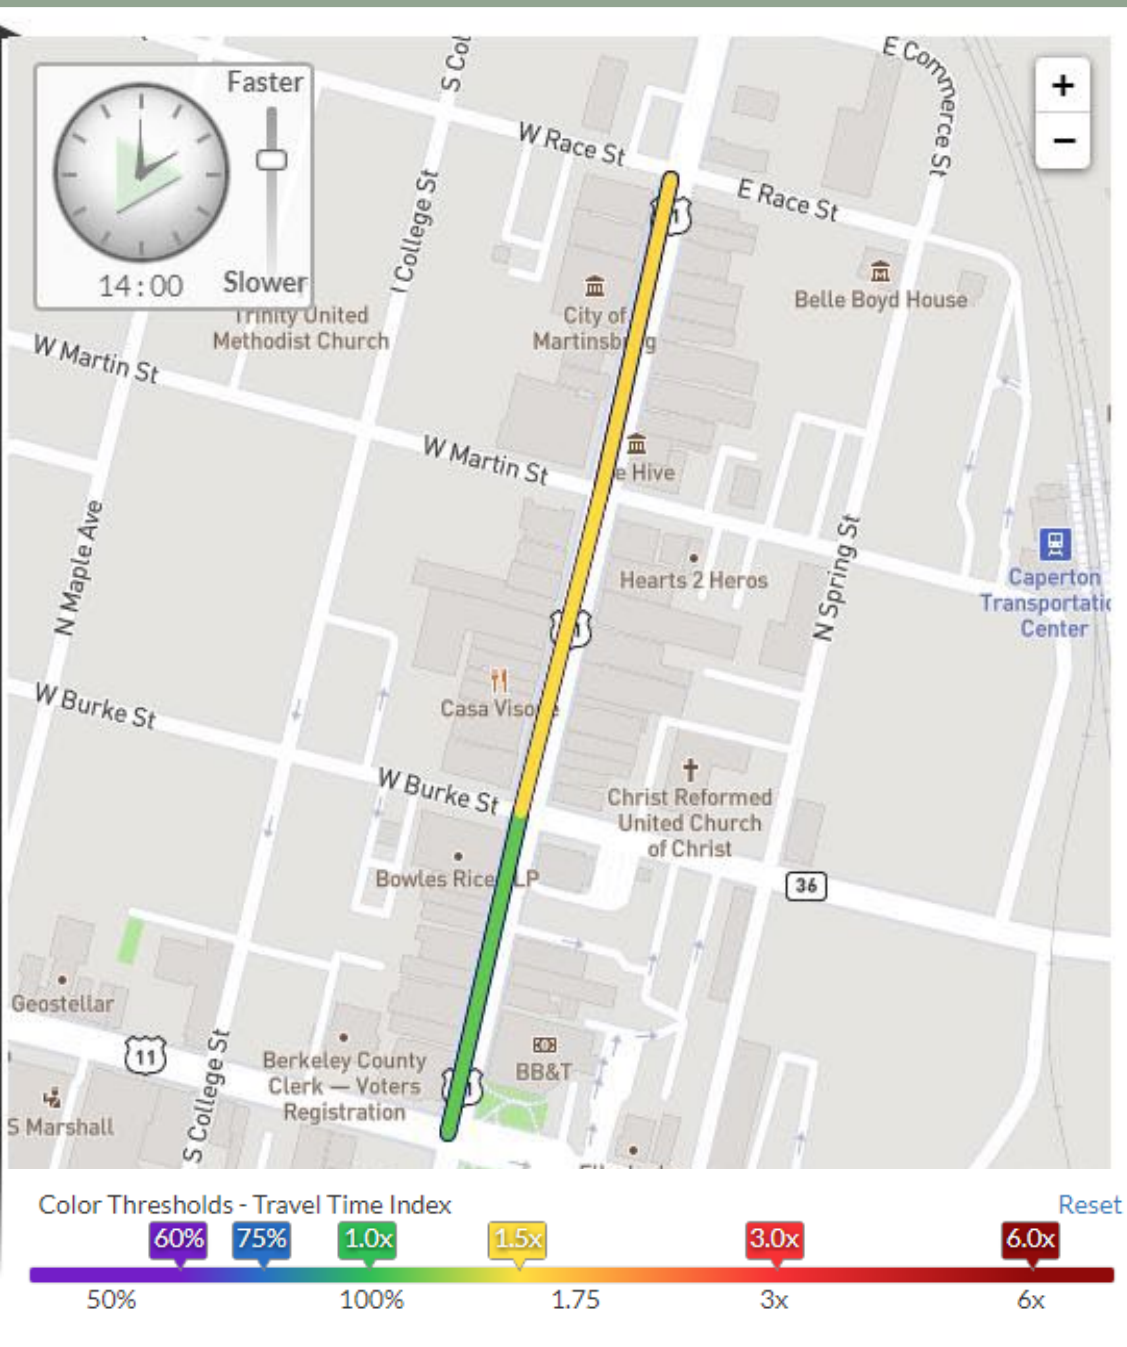 Faster
14:00
Slower
S Col
E Commerce St
+
−
W Race St
E Race St
College St
Belle Boyd House
City of
Trinity United
Methodist Church
W Martin St
W Martin St
Hive
N Maple Ave
N Spring St
Hearts 2 Heros
Caperton
Center
Casa
W Burke St
W Burke St
Christ Reformed
United Church
of Christ
Bowles Rice
36
Geostellar
11
S College St
Berkeley County
Clerk — Voters
Registration
BB&T
S Marshall
Color Thresholds - Travel Time Index
Reset
60% 75% 1.0x 1.5x 3.0x 6.0x
50% 100% 1.75 3x 6x